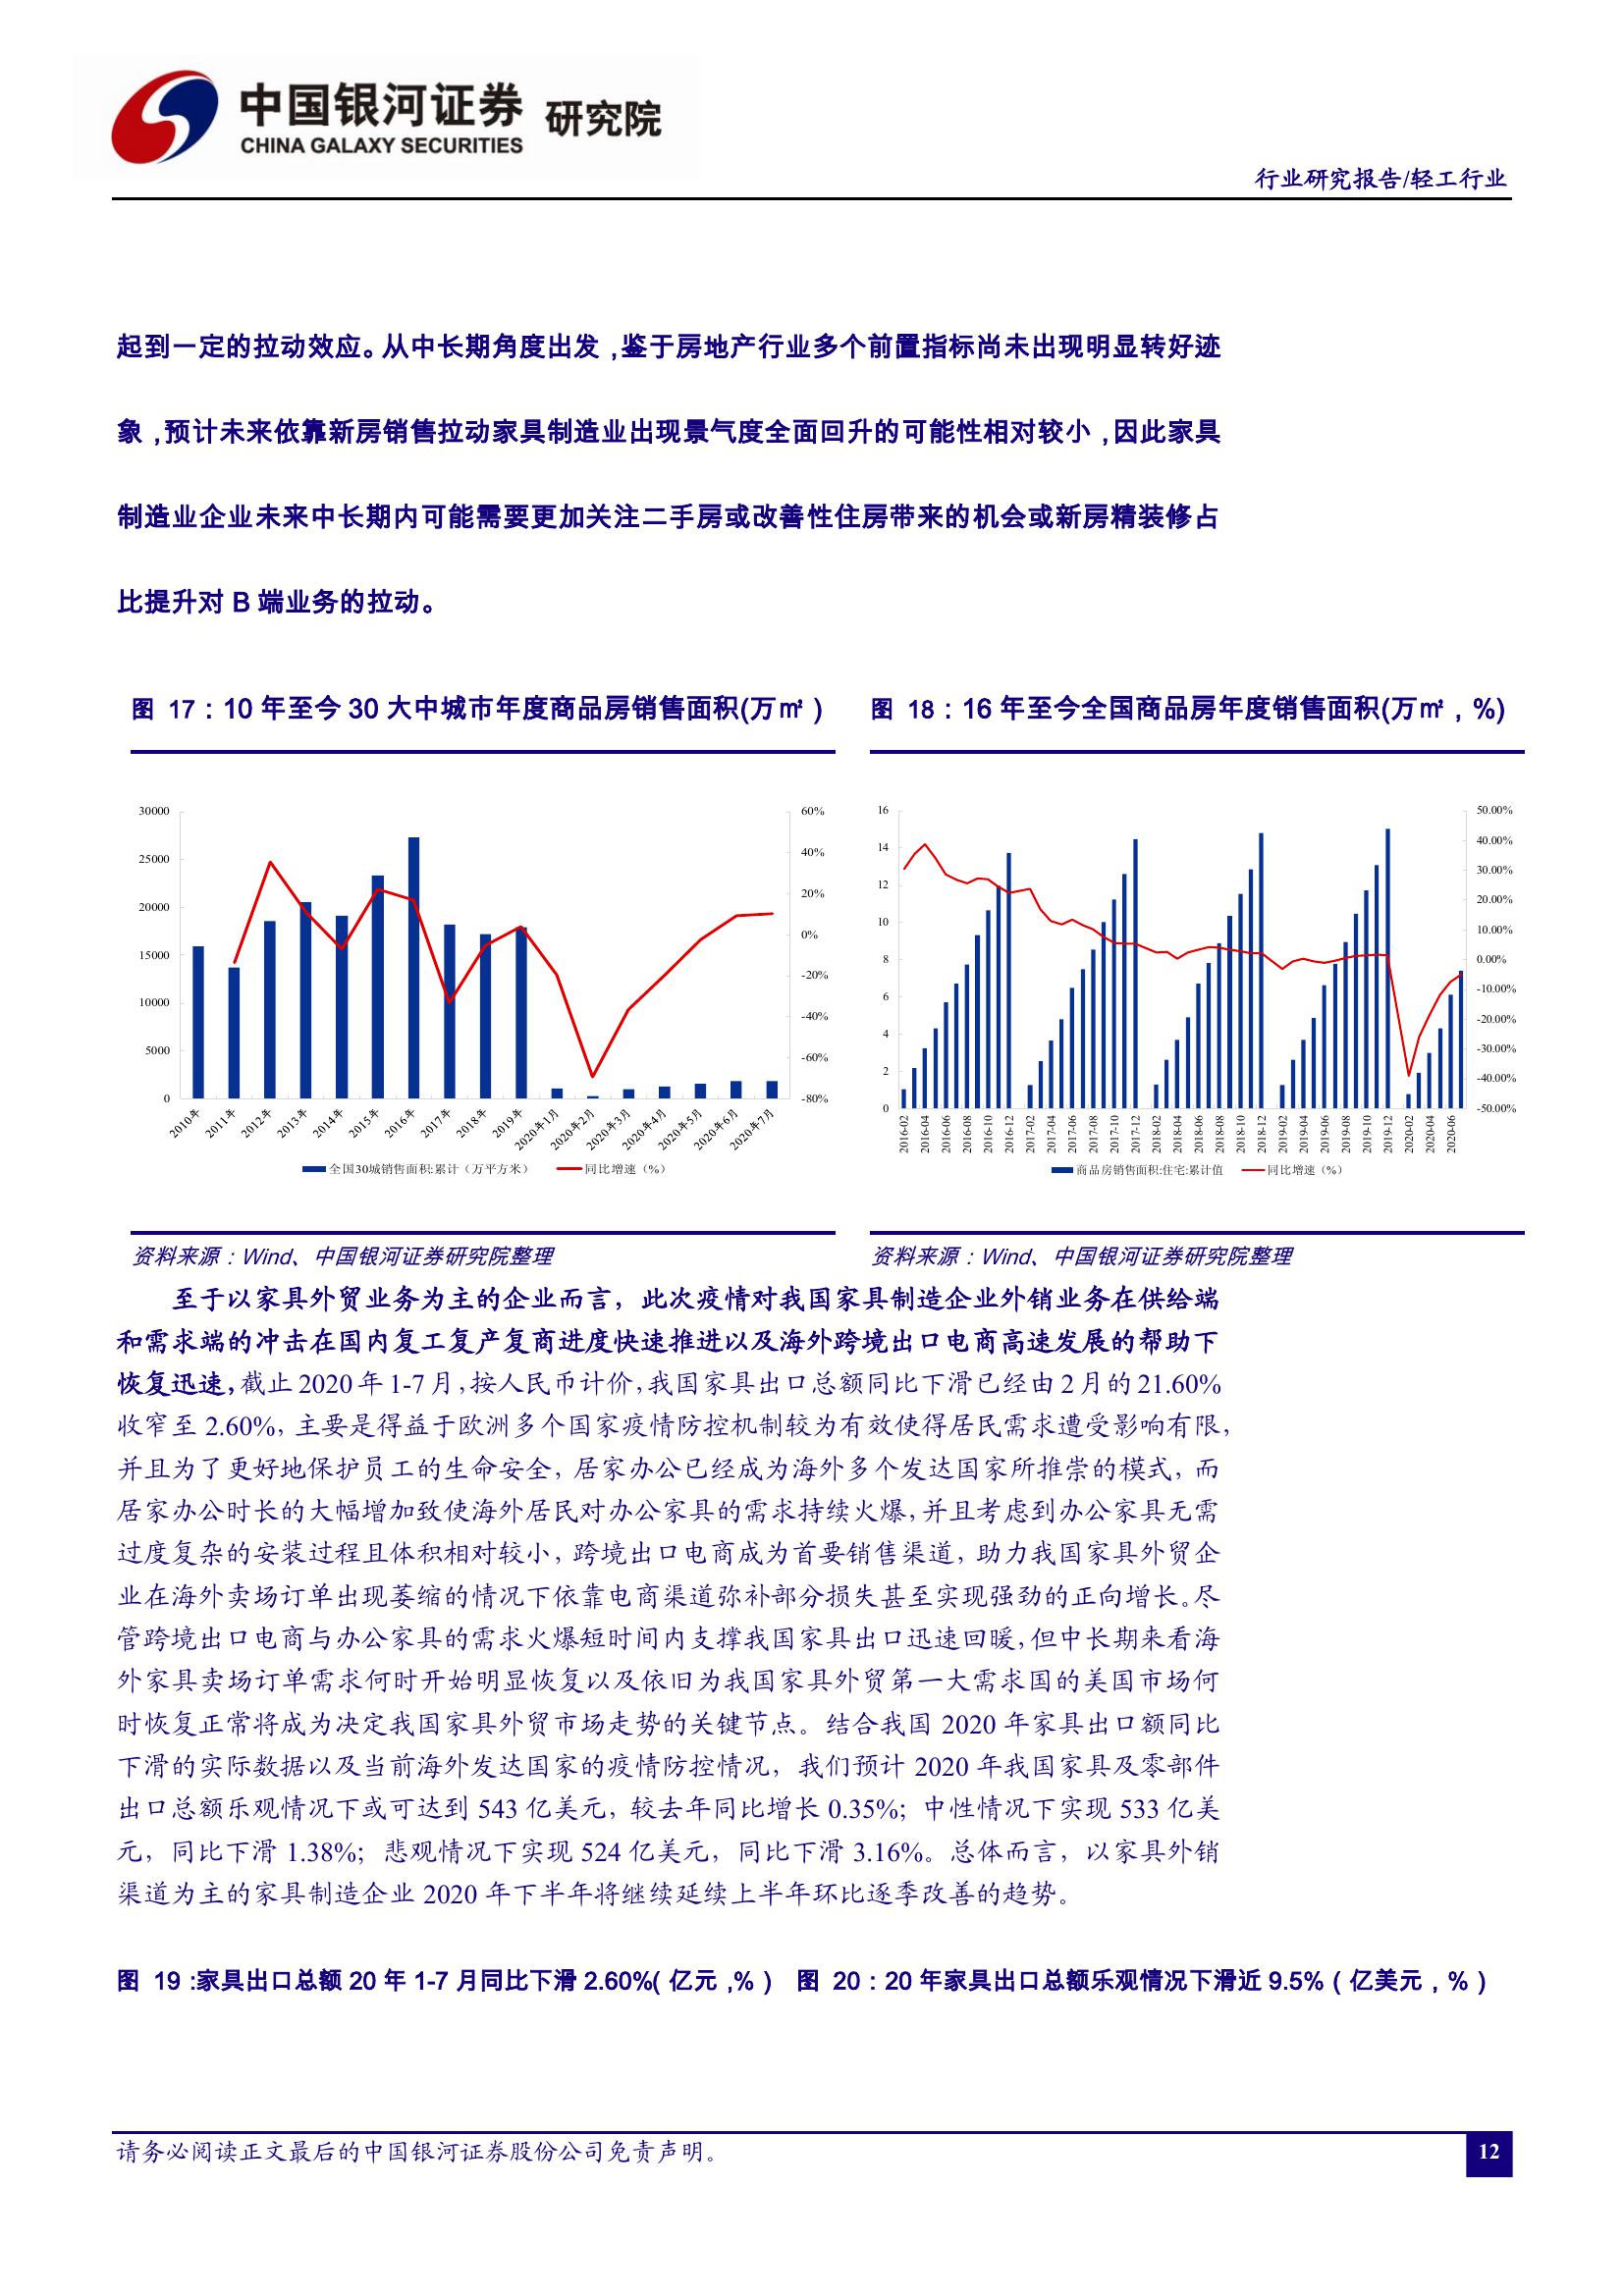 中国银河证券 研究院
CHINA GALAXY SECURITIES
行业研究报告/轻工行业
起到一定的拉动效应。从中长期角度出发，鉴于房地产行业多个前置指标尚未出现明显转好迹
象，预计未来依靠新房销售拉动家具制造业出现景气度全面回升的可能性相对较小，因此家具
制造业企业未来中长期内可能需要更加关注二手房或改善性住房带来的机会或新房精装修占
比提升对 B 端业务的拉动。
图 17：10 年至今 30 大中城市年度商品房销售面积(万㎡）
30000
25000
20000
15000
10000
5000
0
60%
40%
20%
0%
-20%
-40%
-60%
-80%
2010年 2011年 2012年 2013年 2014年 2015年 2016年 2017年 2018年 2019年 2020年1月 2020年2月 2020年3月 2020年4月 2020年5月 2020年6月 2020年7月
全国30城销售面积:累计（万平方米） 同比增速（%）
资料来源：Wind、中国银河证券研究院整理
图 18：16 年至今全国商品房年度销售面积(万㎡，%)
16
14
12
10
8
6
4
2
0
50.00%
40.00%
30.00%
20.00%
10.00%
0.00%
-10.00%
-20.00%
-30.00%
-40.00%
-50.00%
2016-02 2016-04 2016-06 2016-08 2016-10 2016-12 2017-02 2017-04 2017-06 2017-08 2017-10 2017-12 2018-02 2018-04 2018-06 2018-08 2018-10 2018-12 2019-02 2019-04 2019-06 2019-08 2019-10 2019-12 2020-02 2020-04 2020-06
商品房销售面积:住宅:累计值 同比增速（%）
资料来源：Wind、中国银河证券研究院整理
至于以家具外贸业务为主的企业而言，此次疫情对我国家具制造企业外销业务在供给端
和需求端的冲击在国内复工复产复商进度快速推进以及海外跨境出口电商高速发展的帮助下
恢复迅速，截止 2020 年 1-7 月，按人民币计价，我国家具出口总额同比下滑已经由 2 月的 21.60%
收窄至 2.60%，主要是得益于欧洲多个国家疫情防控机制较为有效使得居民需求遭受影响有限，
并且为了更好地保护员工的生命安全，居家办公已经成为海外多个发达国家所推崇的模式，而
居家办公时长的大幅增加致使海外居民对办公家具的需求持续火爆，并且考虑到办公家具无需
过度复杂的安装过程且体积相对较小，跨境出口电商成为首要销售渠道，助力我国家具外贸企
业在海外卖场订单出现萎缩的情况下依靠电商渠道弥补部分损失甚至实现强劲的正向增长。尽
管跨境出口电商与办公家具的需求火爆短时间内支撑我国家具出口迅速回暖，但中长期来看海
外家具卖场订单需求何时开始明显恢复以及依旧为我国家具外贸第一大需求国的美国市场何
时恢复正常将成为决定我国家具外贸市场走势的关键节点。结合我国 2020 年家具出口额同比
下滑的实际数据以及当前海外发达国家的疫情防控情况，我们预计 2020 年我国家具及零部件
出口总额乐观情况下或可达到 543 亿美元，较去年同比增长 0.35%；中性情况下实现 533 亿美
元，同比下滑 1.38%；悲观情况下实现 524 亿美元，同比下滑 3.16%。总体而言，以家具外销
渠道为主的家具制造企业 2020 年下半年将继续延续上半年环比逐季改善的趋势。
图 19：家具出口总额 20 年 1-7 月同比下滑 2.60%（亿元，%）
图 20：20 年家具出口总额乐观情况下滑近 9.5%（亿美元，%）
请务必阅读正文最后的中国银河证券股份公司免责声明。
12